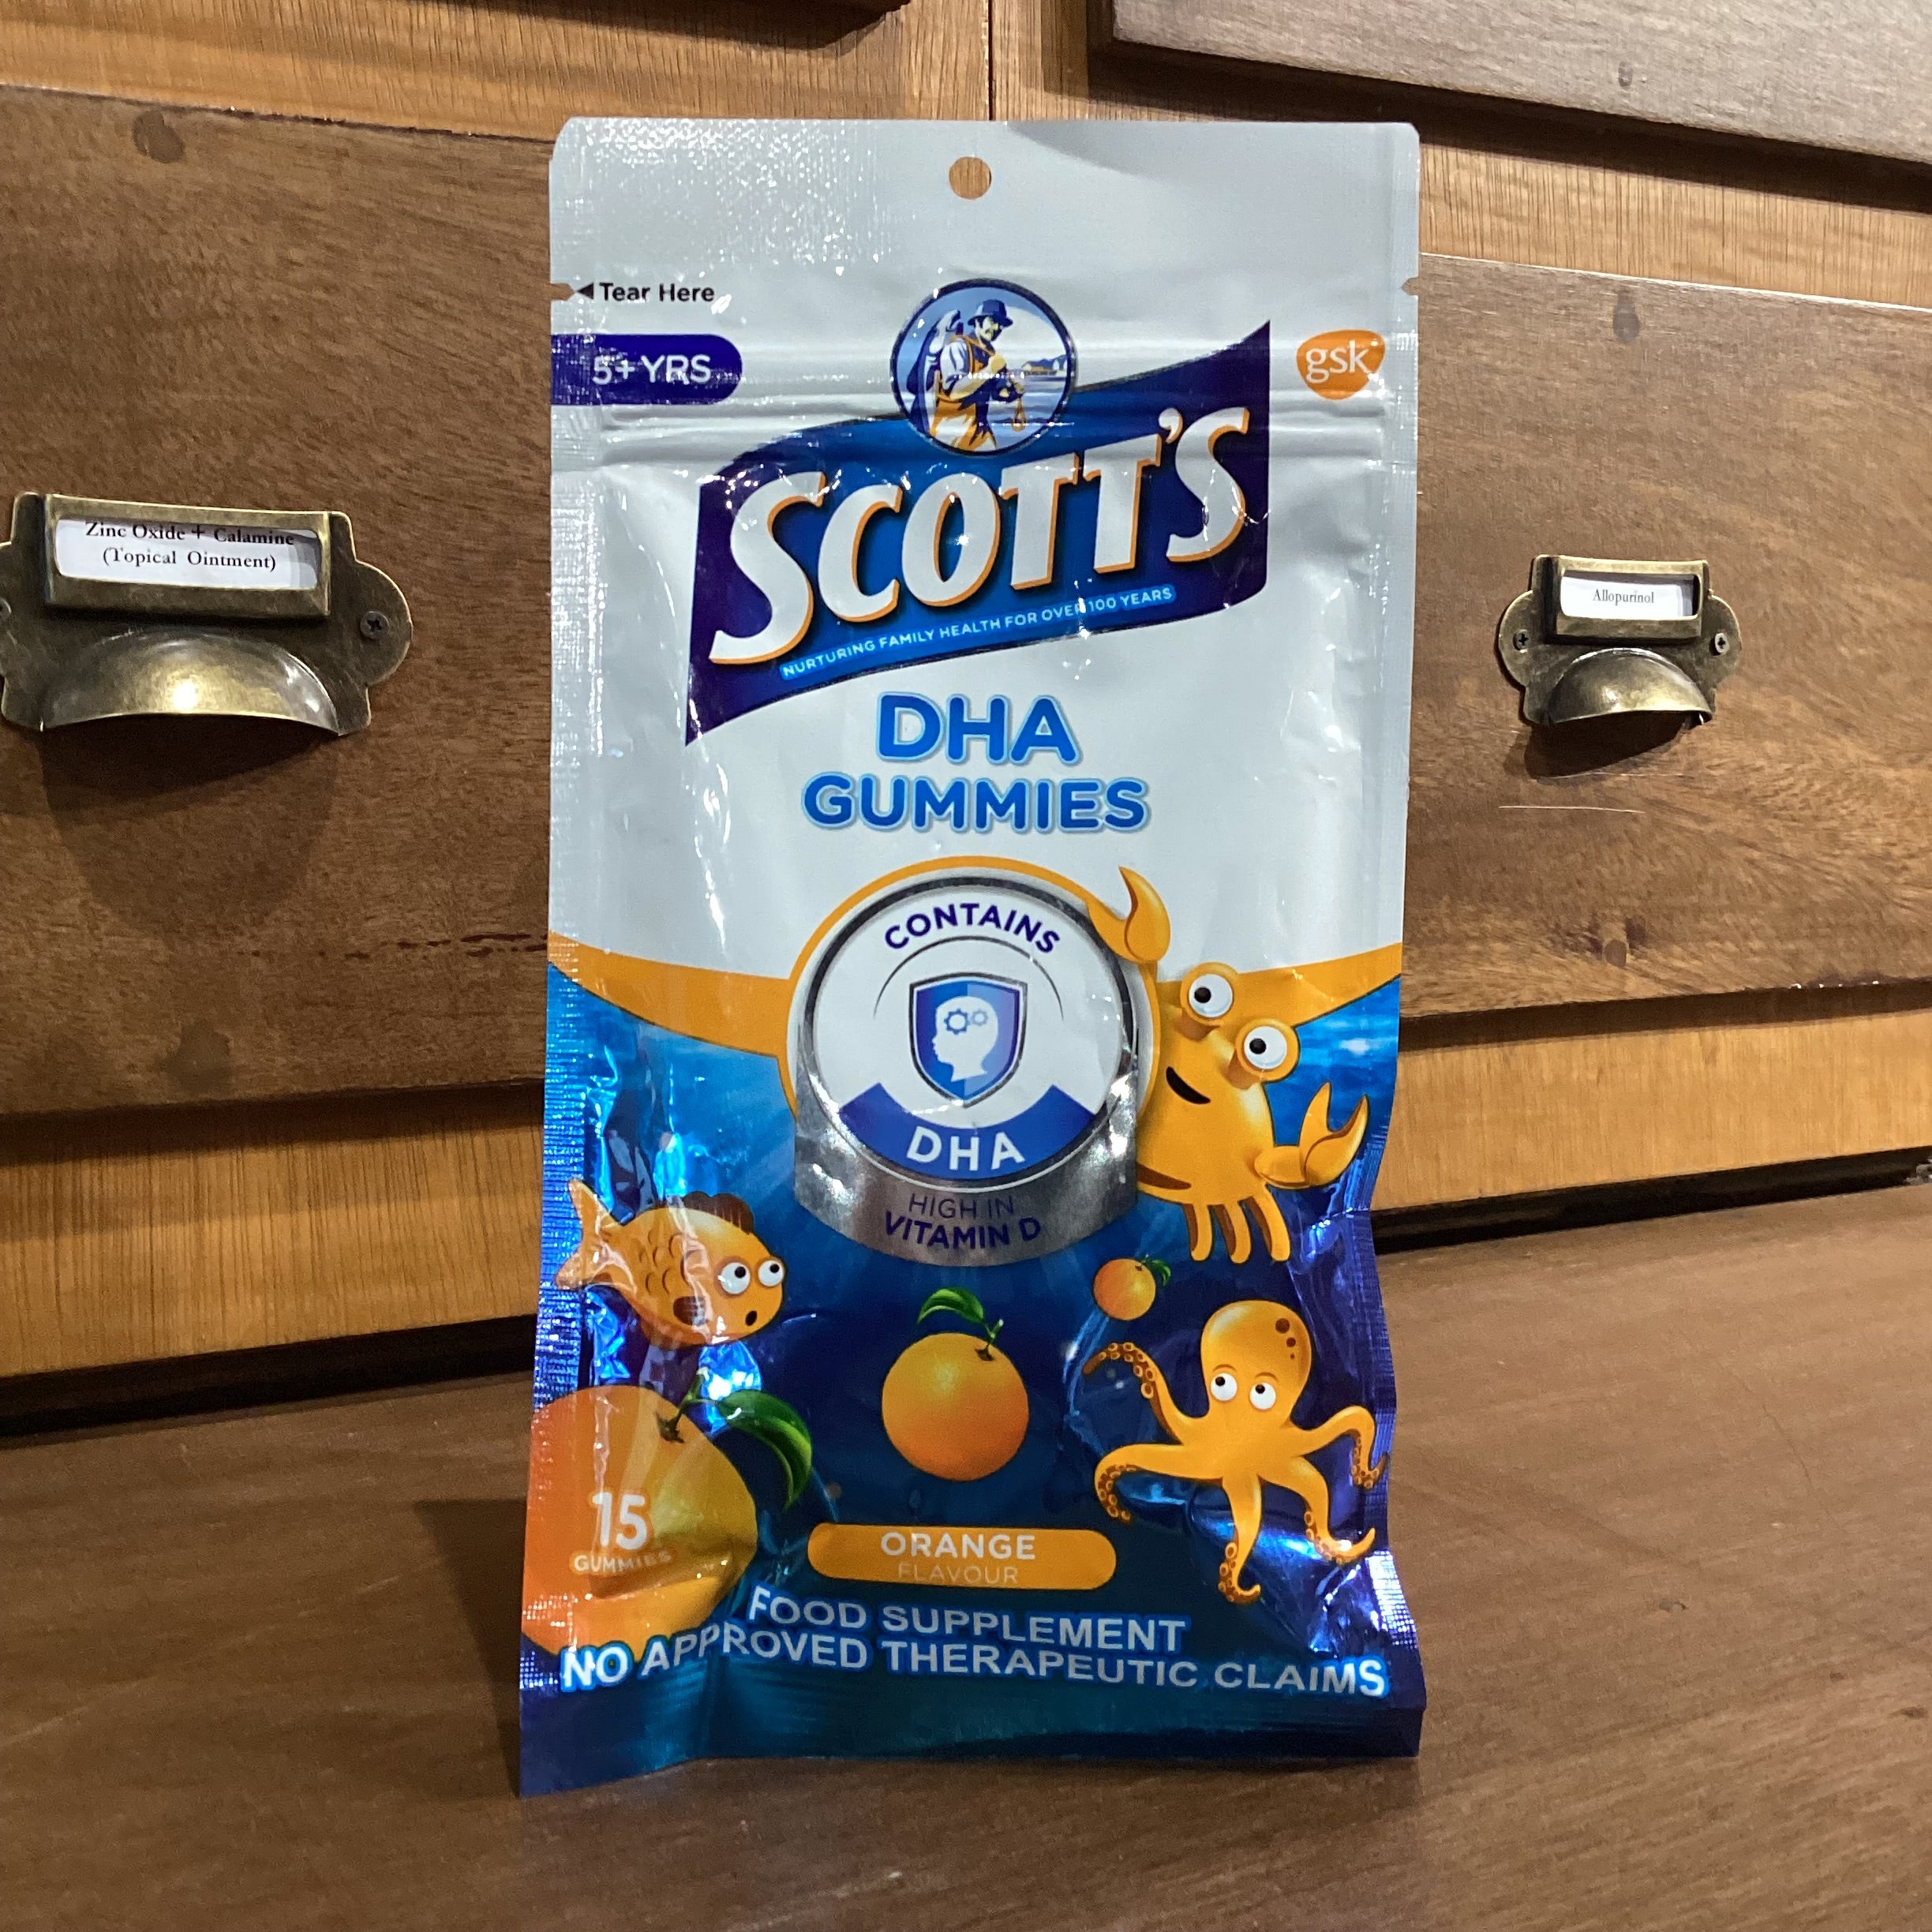 Tear Here
5+ YRS
gsk
SCOTT'S
NURTURING FAMILY HEALTH FOR OVER 100 YEARS
DHA
GUMMIES
CONTAINS
DHA
HIGH IN
VITAMIN D
15
GUMMIES
ORANGE
FLAVOUR
FOOD SUPPLEMENT
NO APPROVED THERAPEUTIC CLAIMS
Zinc Oxide + Calamine
(Topical Ointment)
Allopurinol